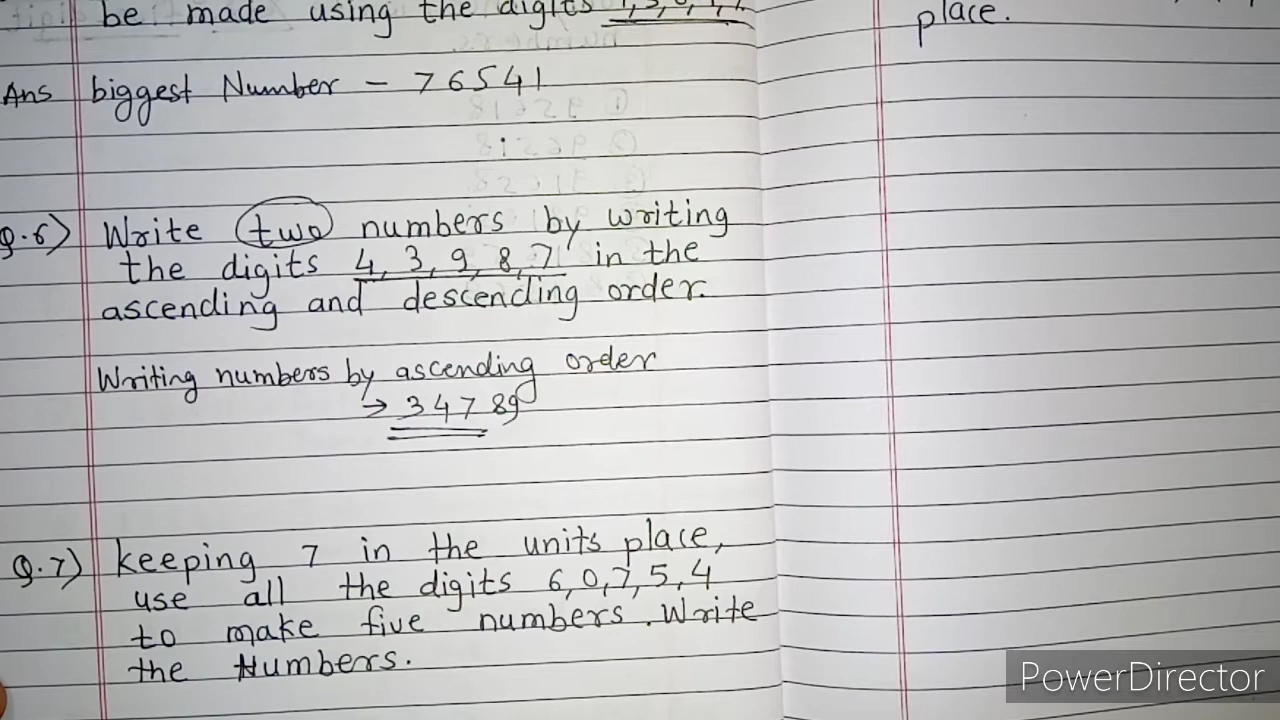 be made using the digits
place.
Ans biggest Number - 76541
Q.6) Write two numbers by writing
the digits 4, 3, 9, 8, 7 in the
ascending and descending order.
Writing numbers by ascending order
→ 34789
Q.7) keeping 7 in the units place,
use all the digits 6,0,7,5,4
to make five numbers. Write
the Numbers.
PowerDirector